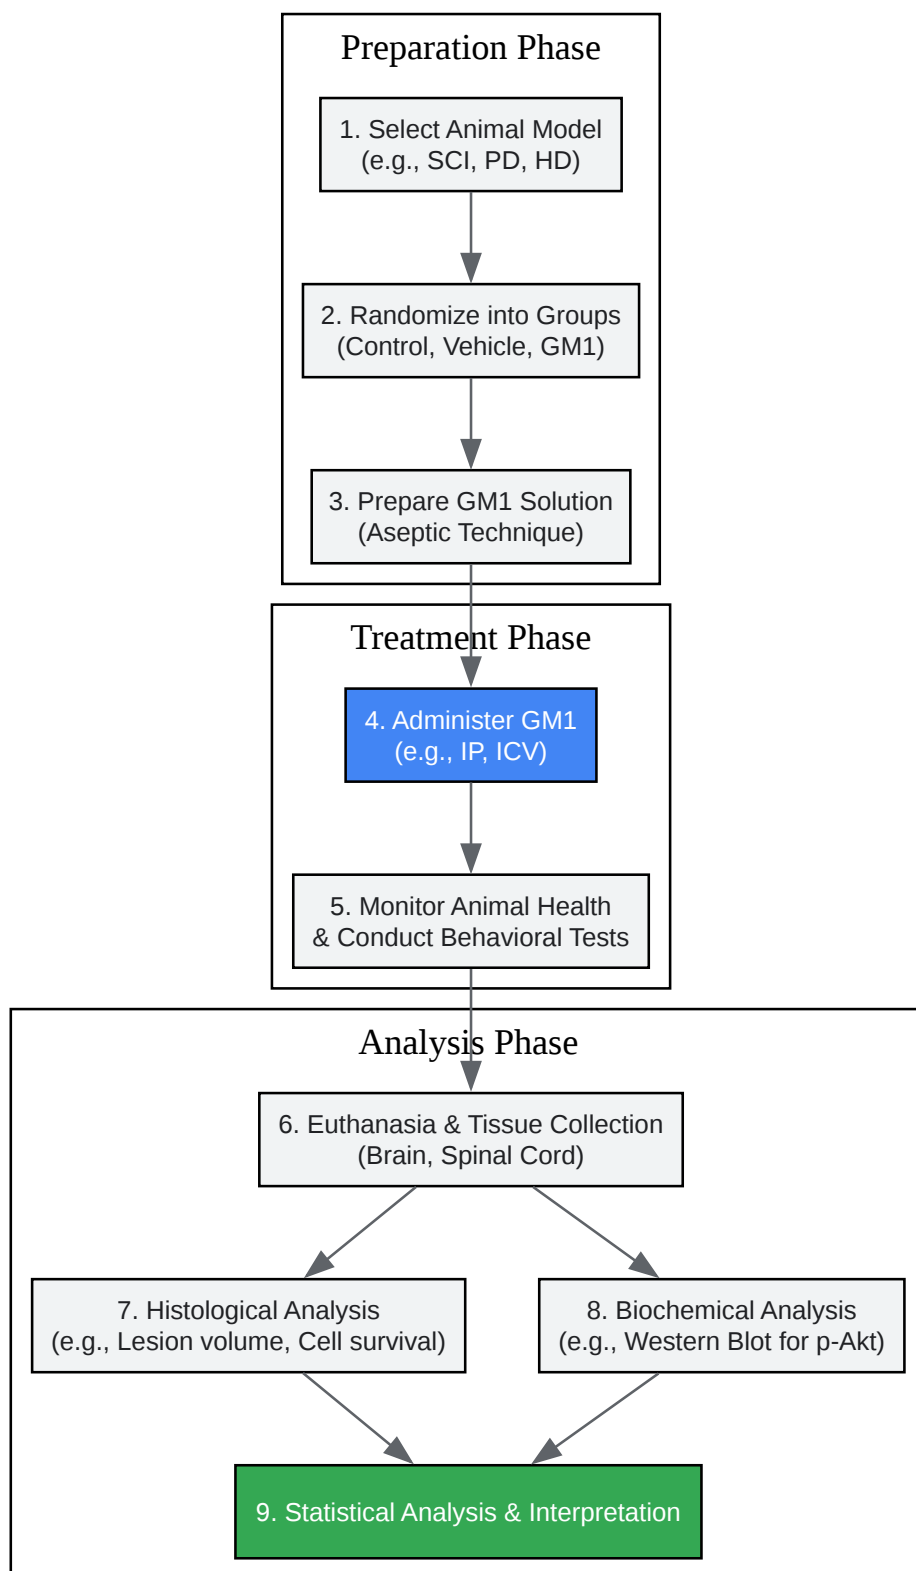 Preparation Phase
1. Select Animal Model
(e.g., SCI, PD, HD)
2. Randomize into Groups
(Control, Vehicle, GM1)
3. Prepare GM1 Solution
(Aseptic Technique)
Treatment Phase
4. Administer GM1
(e.g., IP, ICV)
5. Monitor Animal Health
& Conduct Behavioral Tests
Analysis Phase
6. Euthanasia & Tissue Collection
(Brain, Spinal Cord)
7. Histological Analysis
(e.g., Lesion volume, Cell survival)
8. Biochemical Analysis
(e.g., Western Blot for p-Akt)
9. Statistical Analysis & Interpretation